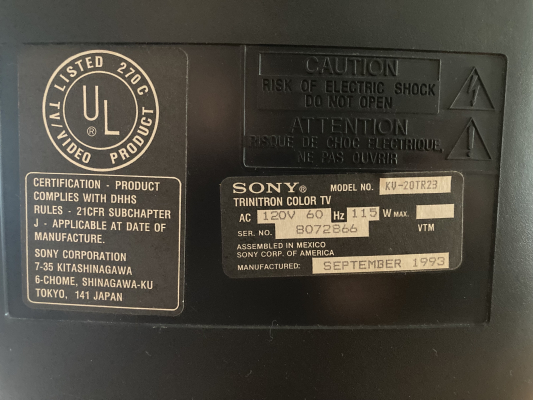 LISTED 270C
TV/VIDEO PRODUCT
UL
®
CERTIFICATION - PRODUCT
COMPLIES WITH DHHS
RULES - 21CFR SUBCHAPTER
J - APPLICABLE AT DATE OF
MANUFACTURE.
SONY CORPORATION
7-35 KITASHINAGAWA
6-CHOME, SHINAGAWA-KU
TOKYO, 141 JAPAN
CAUTION
RISK OF ELECTRIC SHOCK
DO NOT OPEN
ATTENTION
RISQUE DE CHOC ELECTRIQUE,
NE PAS OUVRIR
SONY® MODEL NO. KV-20TR23
TRINITRON COLOR TV
AC 120V 60 Hz 115 W MAX.
SER. NO. 8072866 VTM
ASSEMBLED IN MEXICO
SONY CORP. OF AMERICA
MANUFACTURED: SEPTEMBER 1993